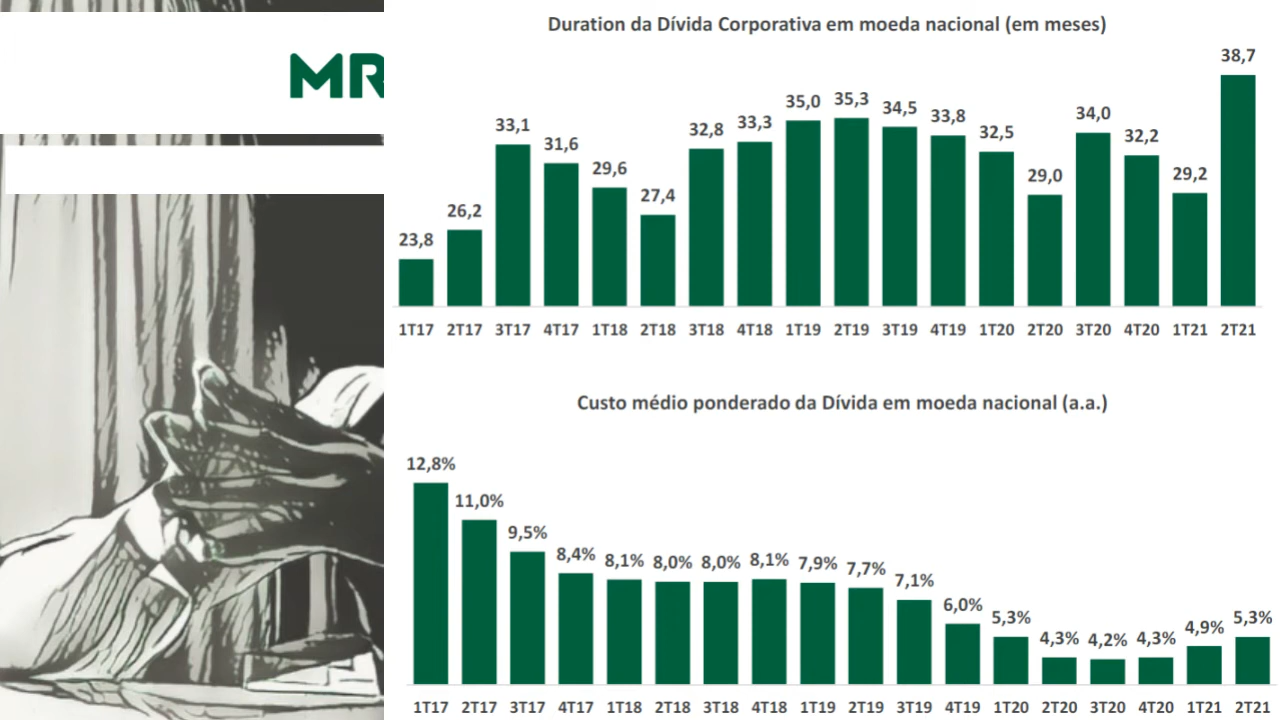 MR
Duration da Dívida Corporativa em moeda nacional (em meses)
23,8 26,2 33,1 31,6 29,6 27,4 32,8 33,3 35,0 35,3 34,5 33,8 32,5 29,0 34,0 32,2 29,2 38,7
1T17 2T17 3T17 4T17 1T18 2T18 3T18 4T18 1T19 2T19 3T19 4T19 1T20 2T20 3T20 4T20 1T21 2T21
Custo médio ponderado da Dívida em moeda nacional (a.a.)
12,8% 11,0% 9,5% 8,4% 8,1% 8,0% 8,0% 8,1% 7,9% 7,7% 7,1% 6,0% 5,3% 4,3% 4,2% 4,3% 4,9% 5,3%
1T17 2T17 3T17 4T17 1T18 2T18 3T18 4T18 1T19 2T19 3T19 4T19 1T20 2T20 3T20 4T20 1T21 2T21